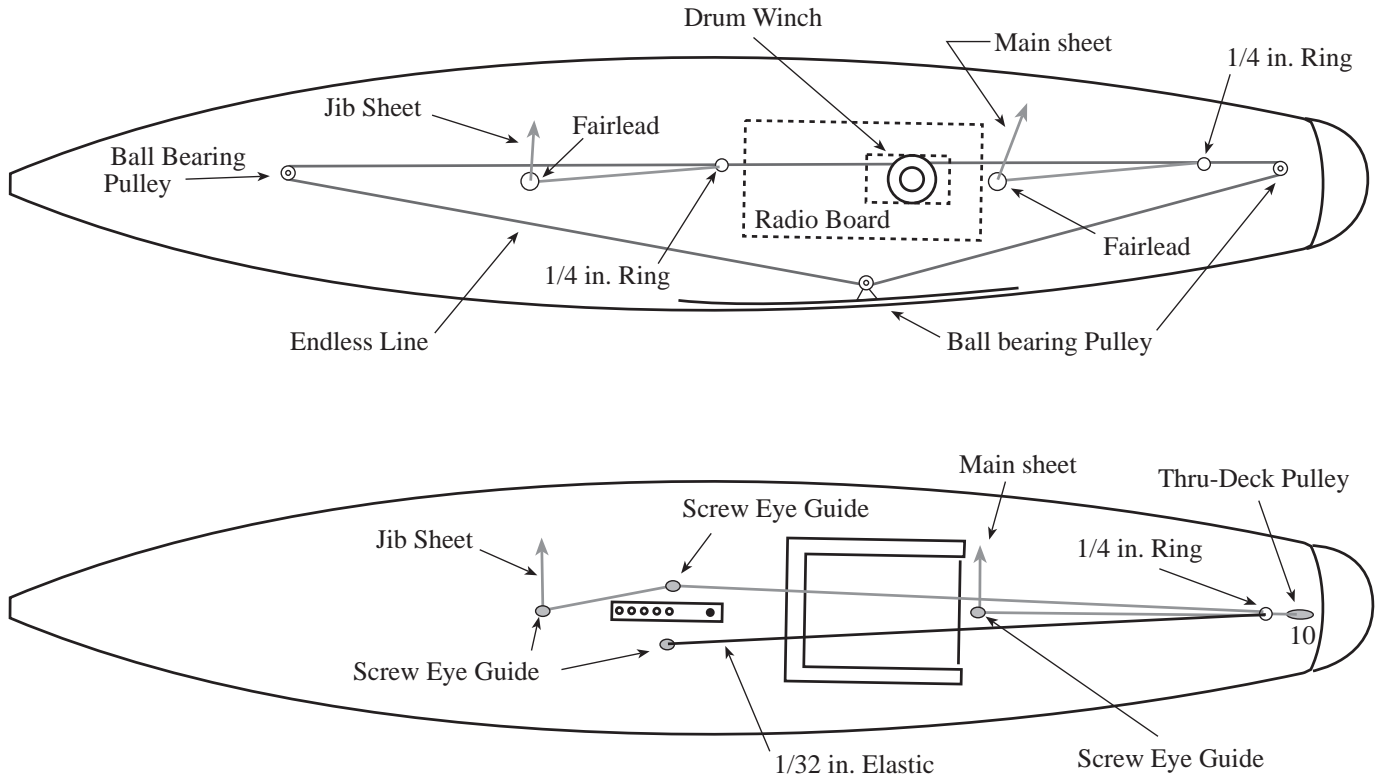 Drum Winch
Main sheet
1/4 in. Ring
Jib Sheet
Fairlead
Ball Bearing
Pulley
Radio Board
Fairlead
1/4 in. Ring
Endless Line
Ball bearing Pulley
Main sheet
Thru-Deck Pulley
Screw Eye Guide
Jib Sheet
1/4 in. Ring
10
Screw Eye Guide
1/32 in. Elastic
Screw Eye Guide